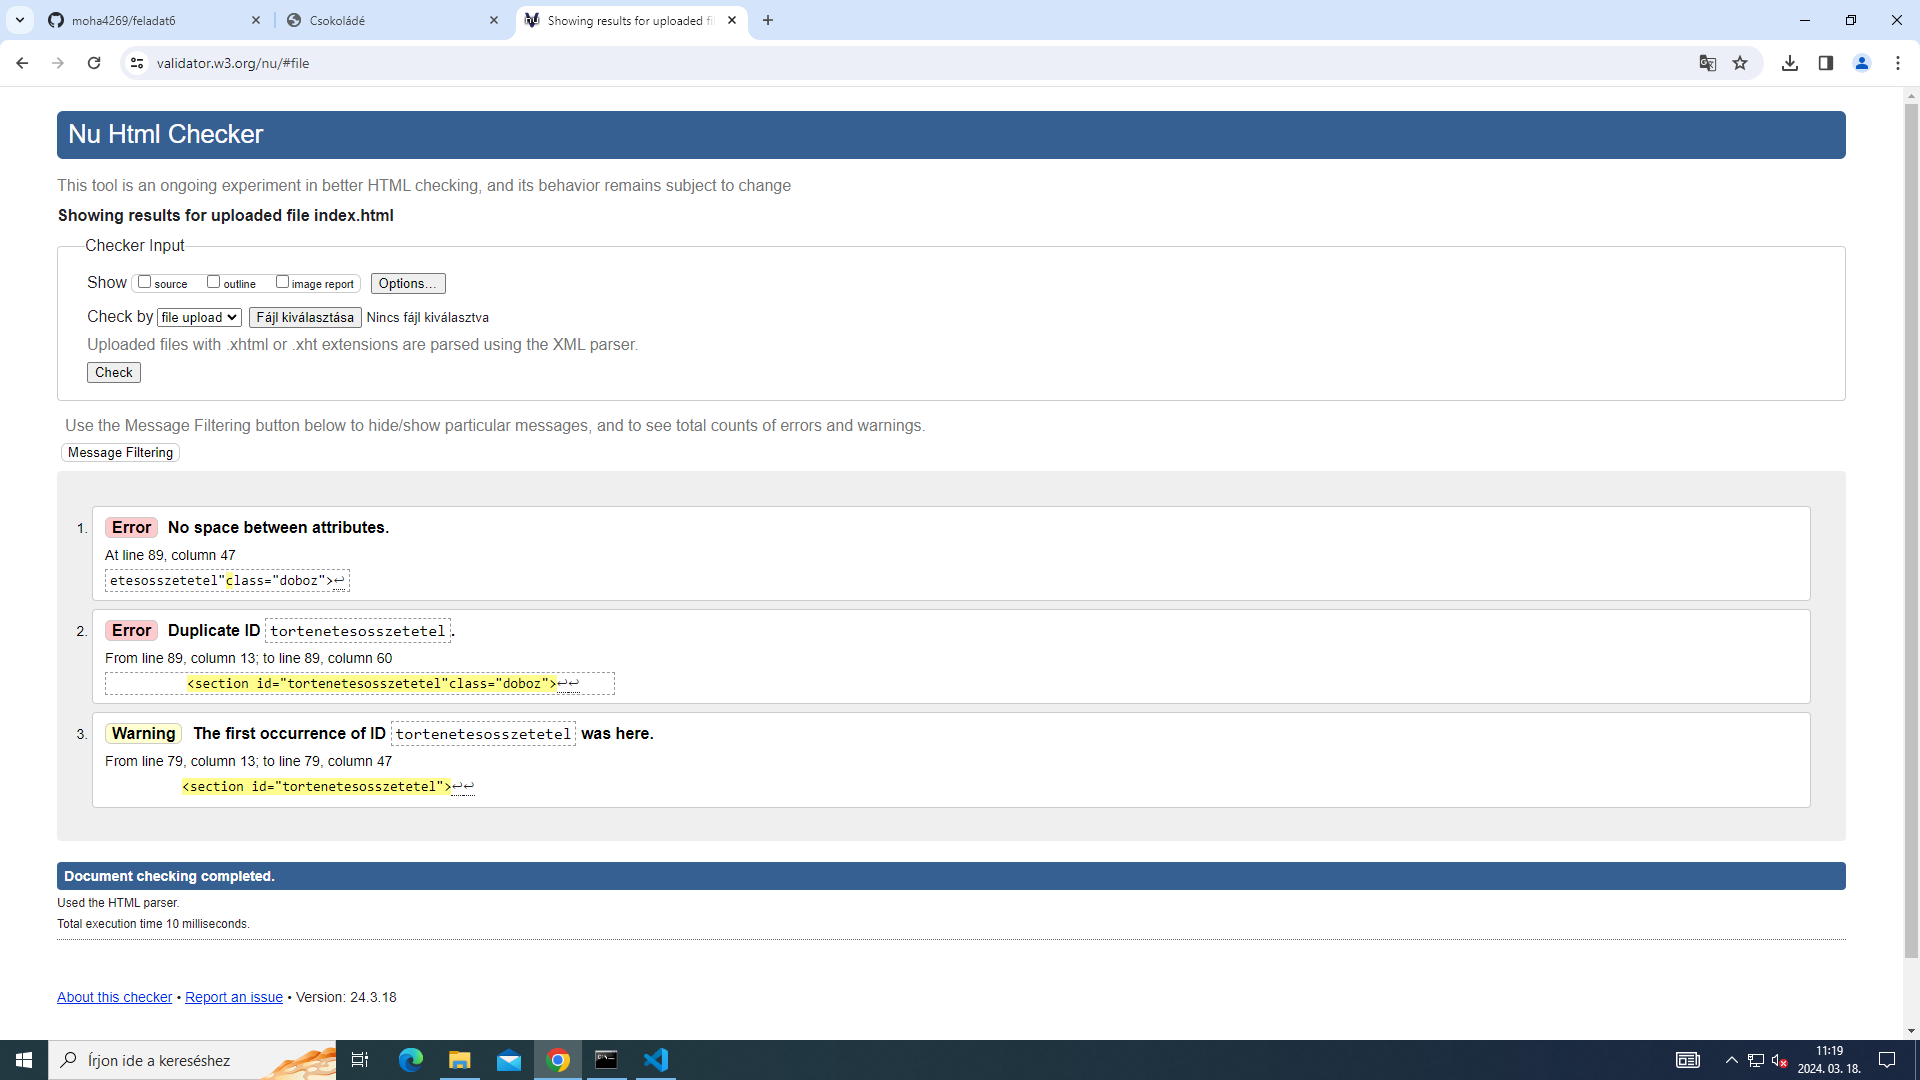 moha4269/feladat6
Csokoládé
Showing results for uploaded fi
validator.w3.org/nu/#file
Nu Html Checker
This tool is an ongoing experiment in better HTML checking, and its behavior remains subject to change
Showing results for uploaded file index.html
Checker Input
Show source outline image report Options...
Check by file upload Fájl kiválasztása Nincs fájl kiválasztva
Uploaded files with .xhtml or .xht extensions are parsed using the XML parser.
Check
Use the Message Filtering button below to hide/show particular messages, and to see total counts of errors and warnings.
Message Filtering
1. Error No space between attributes.
At line 89, column 47
etesosszetetel"class="doboz">↩
2. Error Duplicate ID tortenetesosszetetel.
From line 89, column 13; to line 89, column 60
<section id="tortenetesosszetetel"class="doboz">↩↩
3. Warning The first occurrence of ID tortenetesosszetetel was here.
From line 79, column 13; to line 79, column 47
<section id="tortenetesosszetetel">↩↩
Document checking completed.
Used the HTML parser.
Total execution time 10 milliseconds.
About this checker • Report an issue • Version: 24.3.18
Írjon ide a kereséshez
11:19
2024. 03. 18.